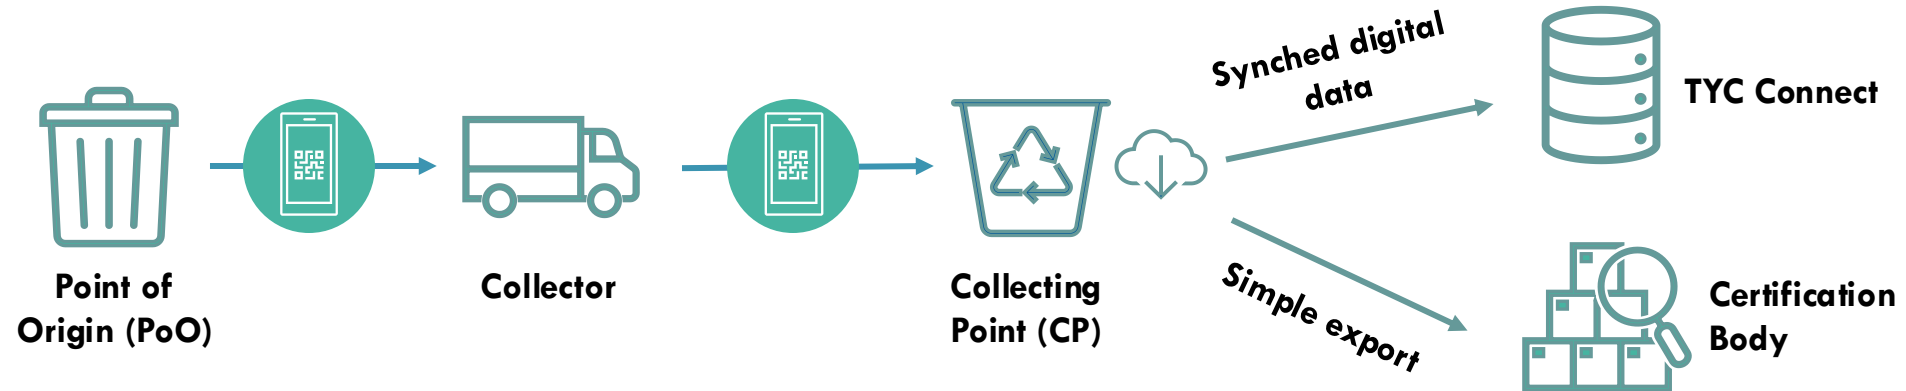 Point of
Origin (PoO)
Collector
Collecting
Point (CP)
Synched digital
data
TYC Connect
Simple export
Certification
Body